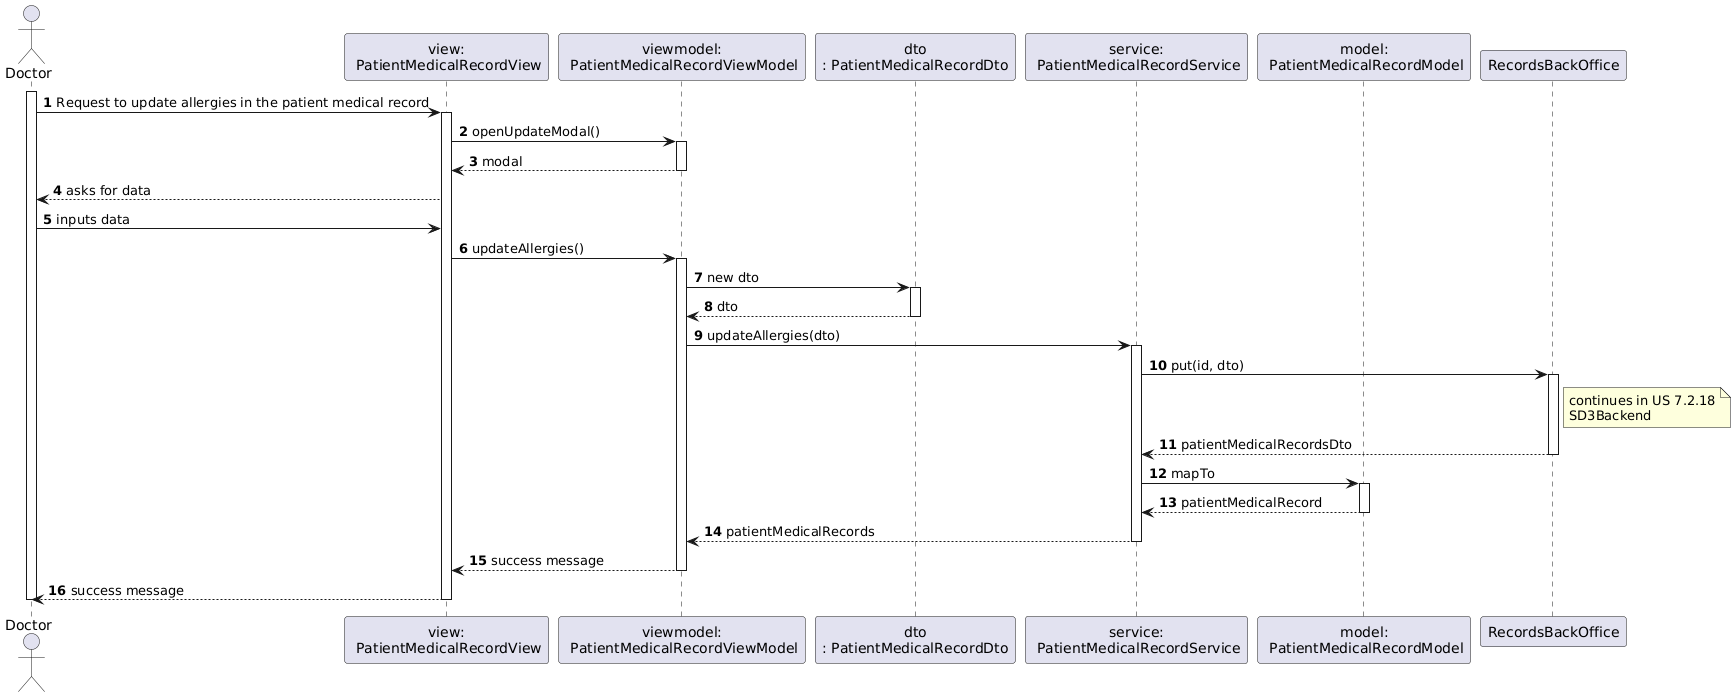 Doctor
view:
PatientMedicalRecordView
viewmodel:
PatientMedicalRecordViewModel
dto
: PatientMedicalRecordDto
service:
PatientMedicalRecordService
model:
PatientMedicalRecordModel
RecordsBackOffice
1 Request to update allergies in the patient medical record
2 openUpdateModal()
3 modal
4 asks for data
5 inputs data
6 updateAllergies()
7 new dto
8 dto
9 updateAllergies(dto)
10 put(id, dto)
continues in US 7.2.18
SD3Backend
11 patientMedicalRecordsDto
12 mapTo
13 patientMedicalRecord
14 patientMedicalRecords
15 success message
16 success message
Doctor
view:
PatientMedicalRecordView
viewmodel:
PatientMedicalRecordViewModel
dto
: PatientMedicalRecordDto
service:
PatientMedicalRecordService
model:
PatientMedicalRecordModel
RecordsBackOffice